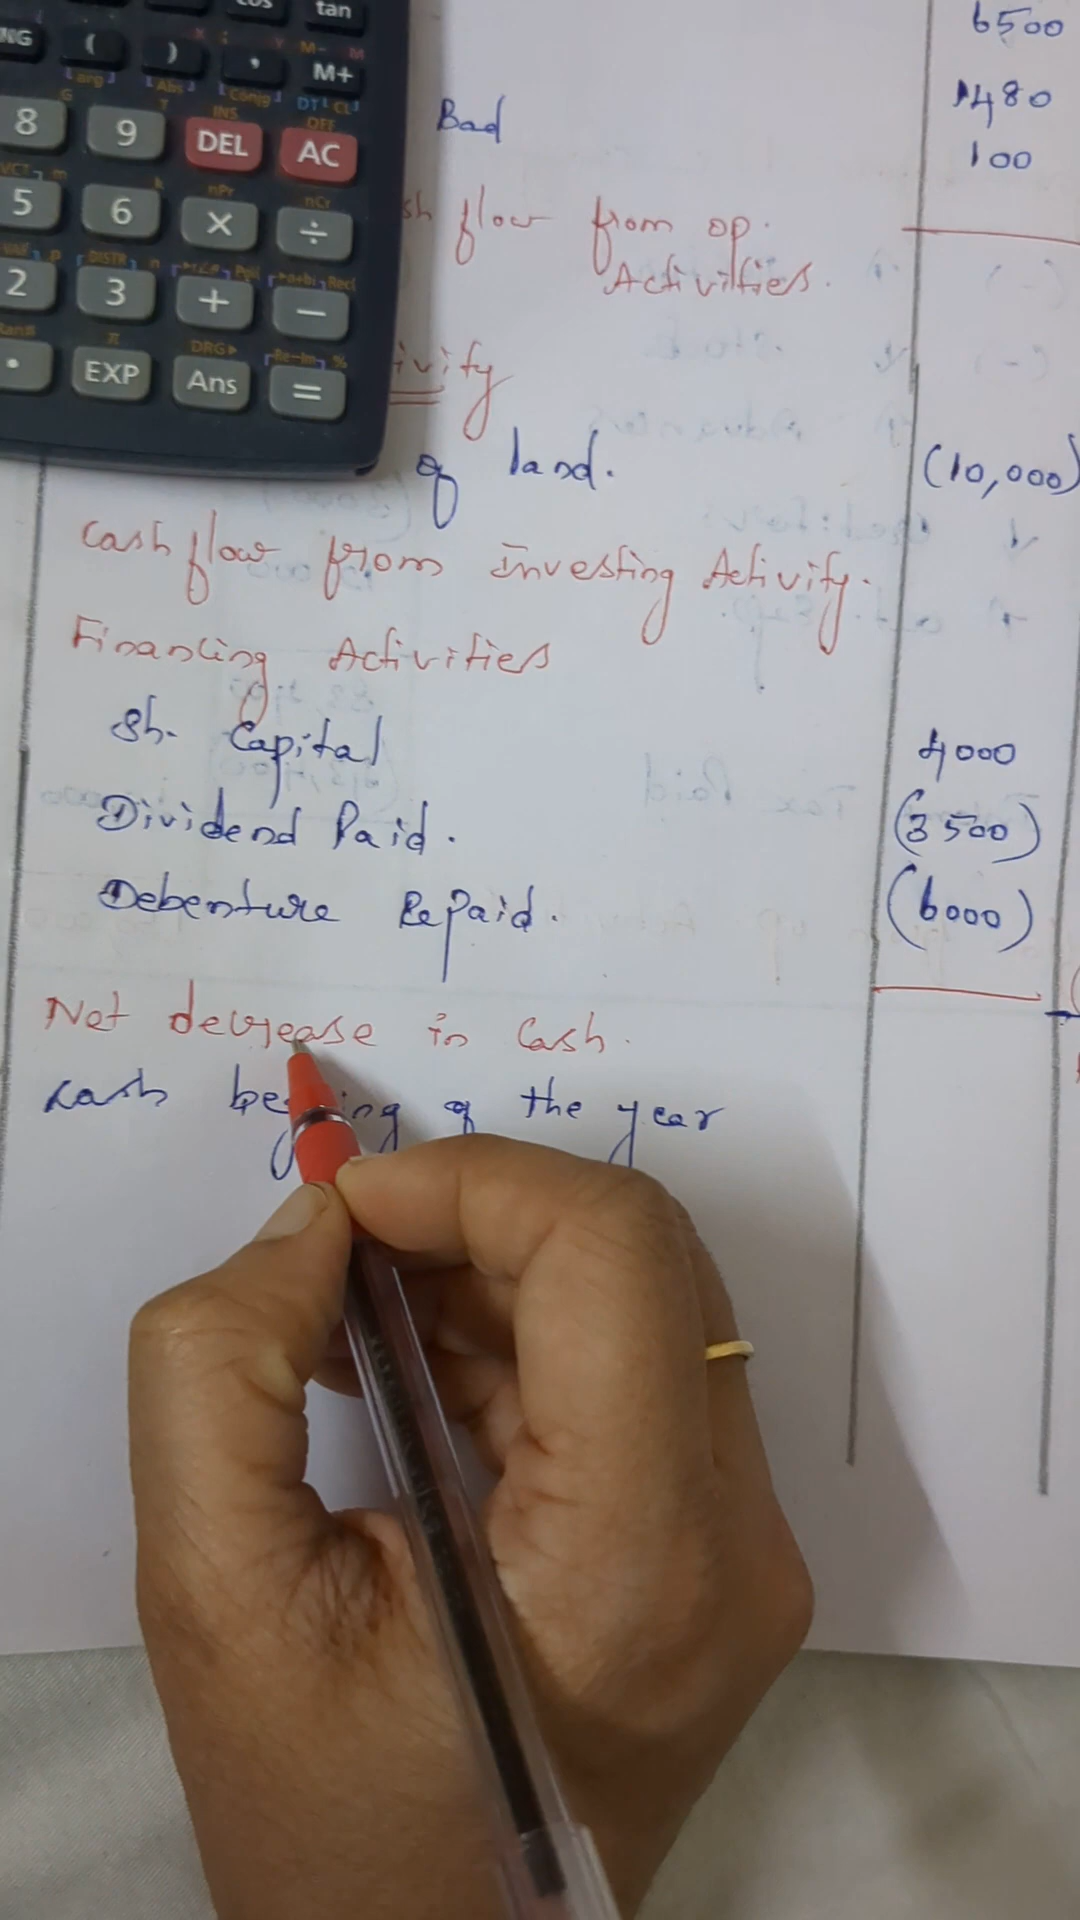 tan
6500
( ) , M+
1480
8 9 DEL AC
Bad
100
5 6 × ÷
flow from op.
Activities.
2 3 + −
ivity
• EXP Ans =
of land. (10,000)
Cash flow from Investing Activity.
Financing Activities
Sh. Capital 4000
Dividend Paid. (3500)
Debenture RePaid. (6000)
Net decrease in Cash.
cash of the year